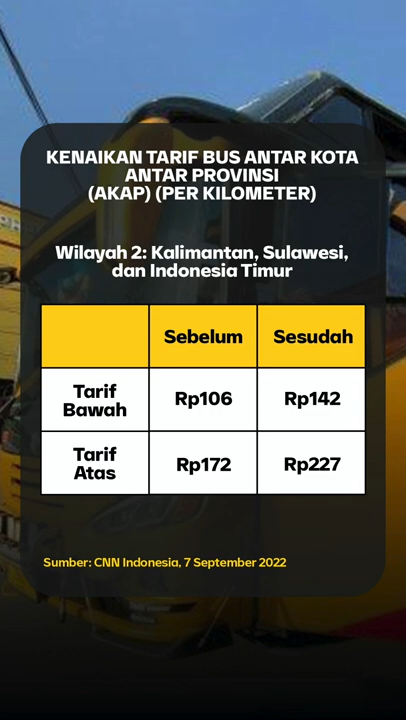 KENAIKAN TARIF BUS ANTAR KOTA
ANTAR PROVINSI
(AKAP) (PER KILOMETER)
Wilayah 2: Kalimantan, Sulawesi,
dan Indonesia Timur
Sebelum Sesudah
Tarif
Bawah
Rp106 Rp142
Tarif
Atas
Rp172 Rp227
Sumber: CNN Indonesia, 7 September 2022